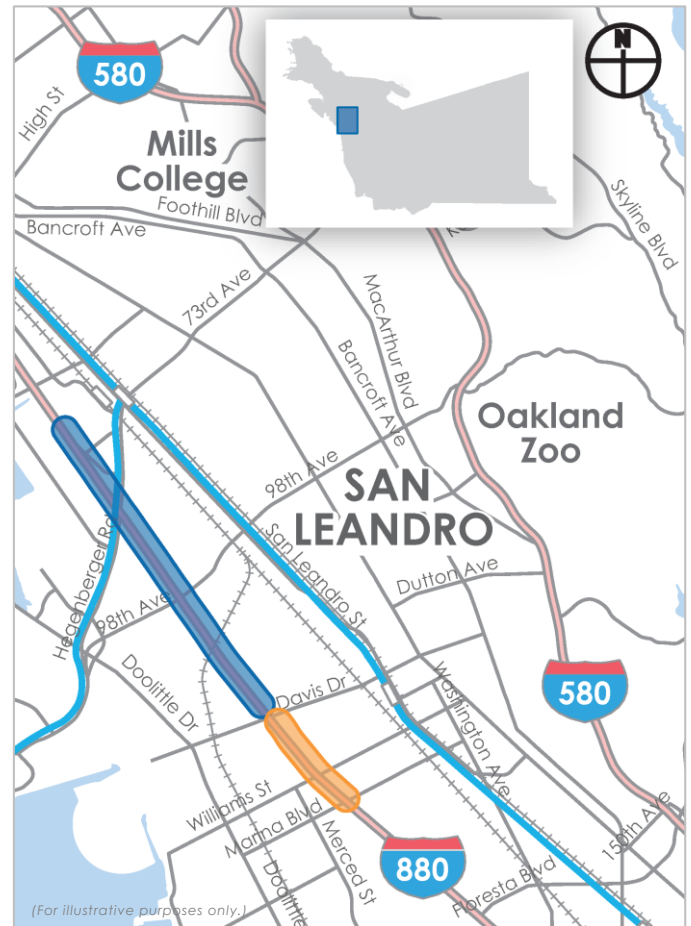 N
580
High St
Mills
College
Foothill Blvd
Bancroft Ave
Skyline Blvd
73rd Ave
MacArthur Blvd
Bancroft Ave
Oakland
Zoo
98th Ave
SAN
LEANDRO
San Leandro St
Dutton Ave
Hegenberger Rd
98th Ave
Doolittle Dr
Davis Dr
Washington Ave
580
Williams St
Marina Blvd
Merced St
150th Ave
880
Floresta Blvd
Doolittle
(For illustrative purposes only.)